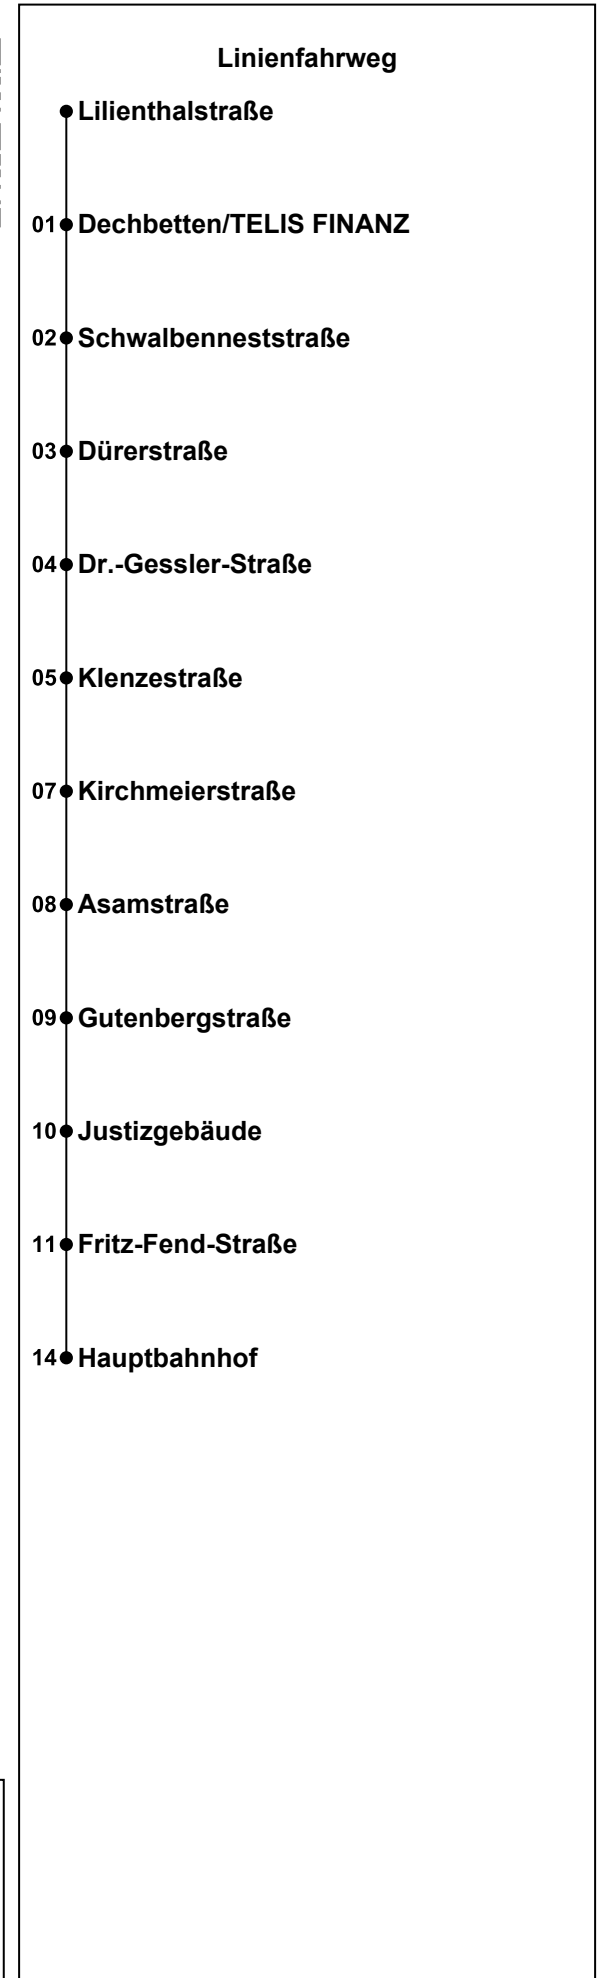 Linienfahrweg
Lilienthalstraße
01 Dechbetten/TELIS FINANZ
02 Schwalbenneststraße
03 Dürerstraße
04 Dr.-Gessler-Straße
05 Klenzestraße
07 Kirchmeierstraße
08 Asamstraße
09 Gutenbergstraße
10 Justizgebäude
11 Fritz-Fend-Straße
14 Hauptbahnhof